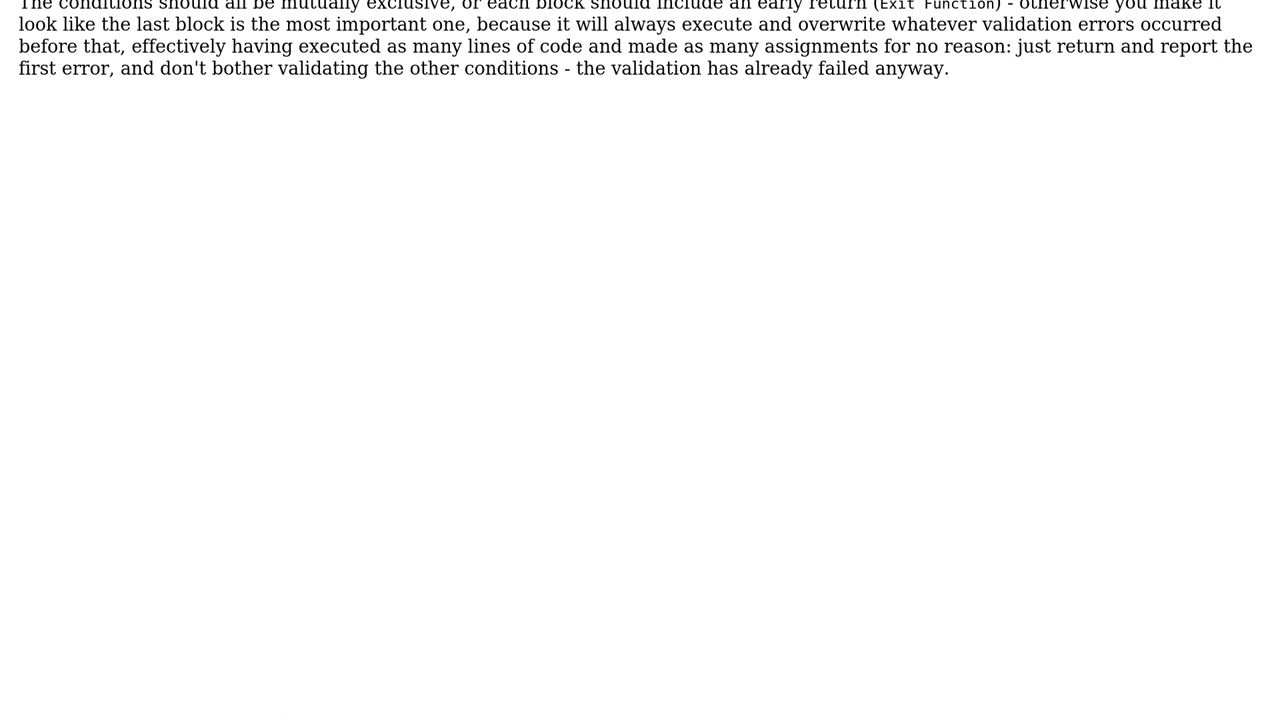 The conditions should all be mutually exclusive, or each block should include an early return (Exit Function) - otherwise you make it
look like the last block is the most important one, because it will always execute and overwrite whatever validation errors occurred
before that, effectively having executed as many lines of code and made as many assignments for no reason: just return and report the
first error, and don't bother validating the other conditions - the validation has already failed anyway.